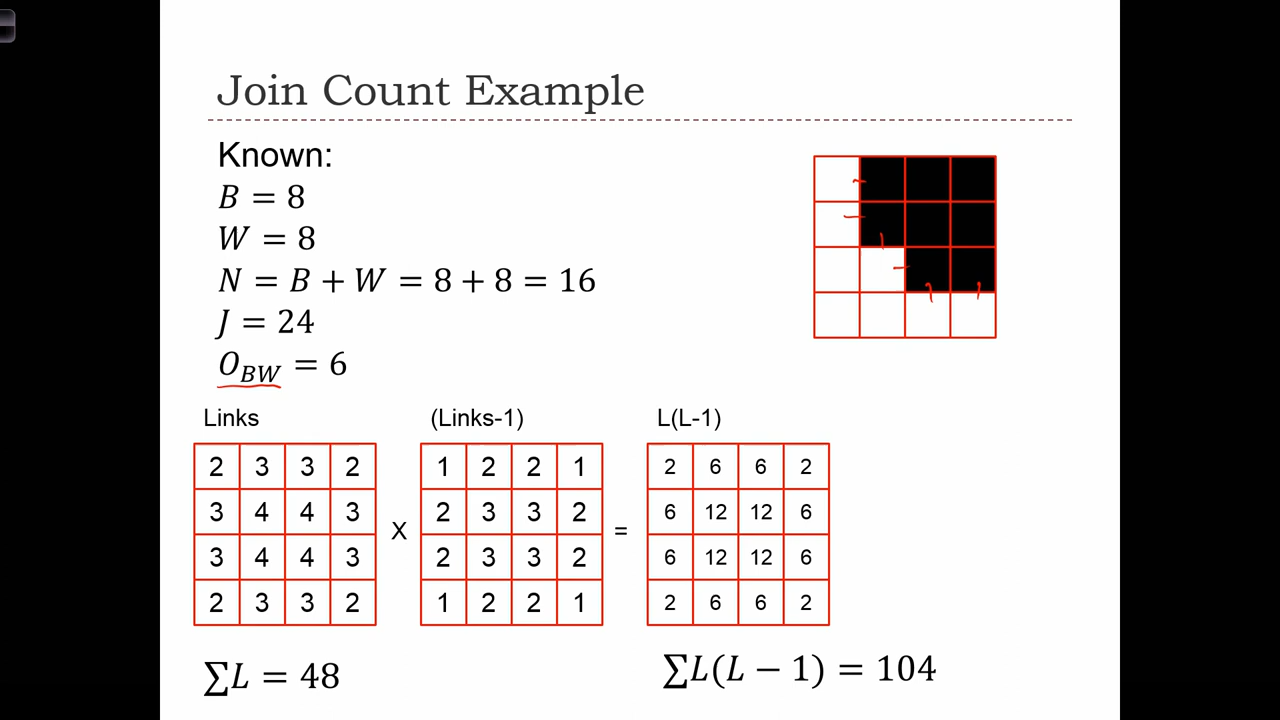 Join Count Example
Known:
B = 8
W = 8
N = B + W = 8 + 8 = 16
J = 24
O_BW = 6
Links (Links-1) L(L-1)
2 3 3 2 1 2 2 1 2 6 6 2
3 4 4 3 2 3 3 2 6 12 12 6
X =
3 4 4 3 2 3 3 2 6 12 12 6
2 3 3 2 1 2 2 1 2 6 6 2
∑L = 48 ∑L(L − 1) = 104